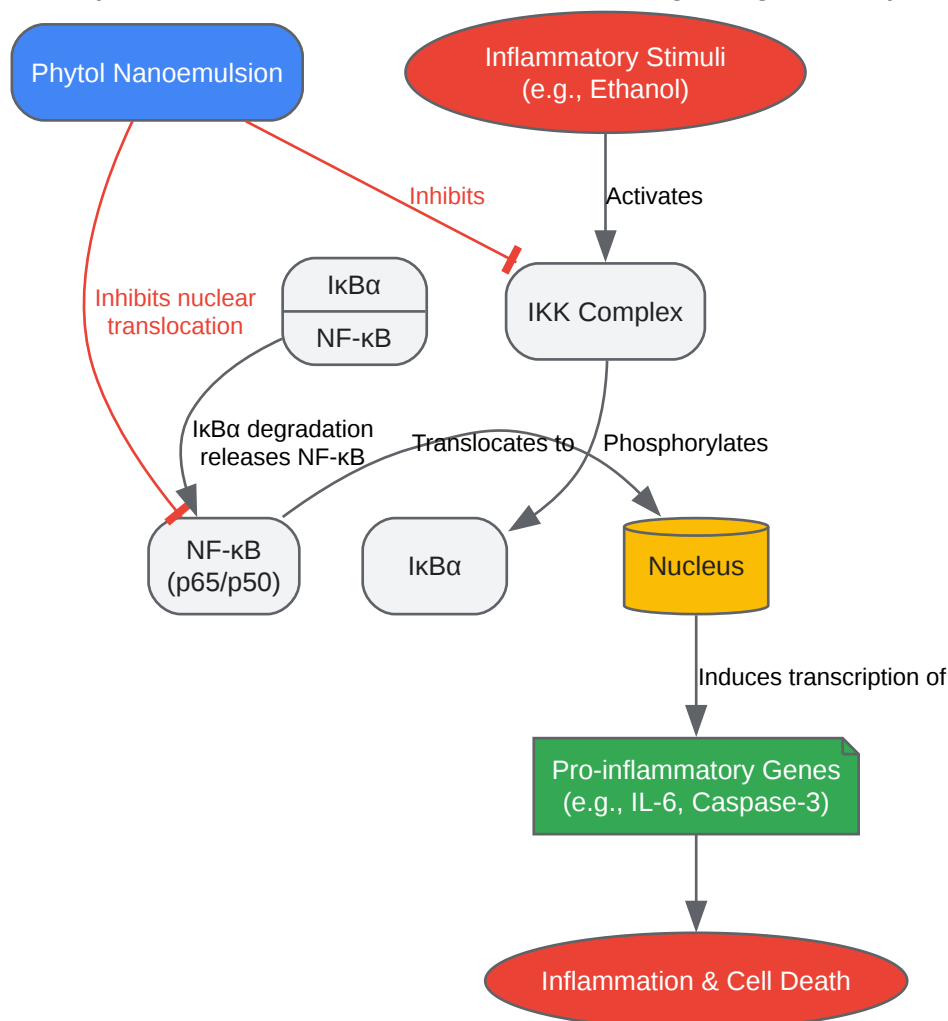 Phytol Nanoemulsion
Inflammatory Stimuli
(e.g., Ethanol)
Inhibits
Activates
IκBα
NF-κB
IKK Complex
Inhibits nuclear
translocation
IκBα degradation
releases NF-κB
Translocates to
Phosphorylates
NF-κB
(p65/p50)
IκBα
Nucleus
Induces transcription of
Pro-inflammatory Genes
(e.g., IL-6, Caspase-3)
Inflammation & Cell Death